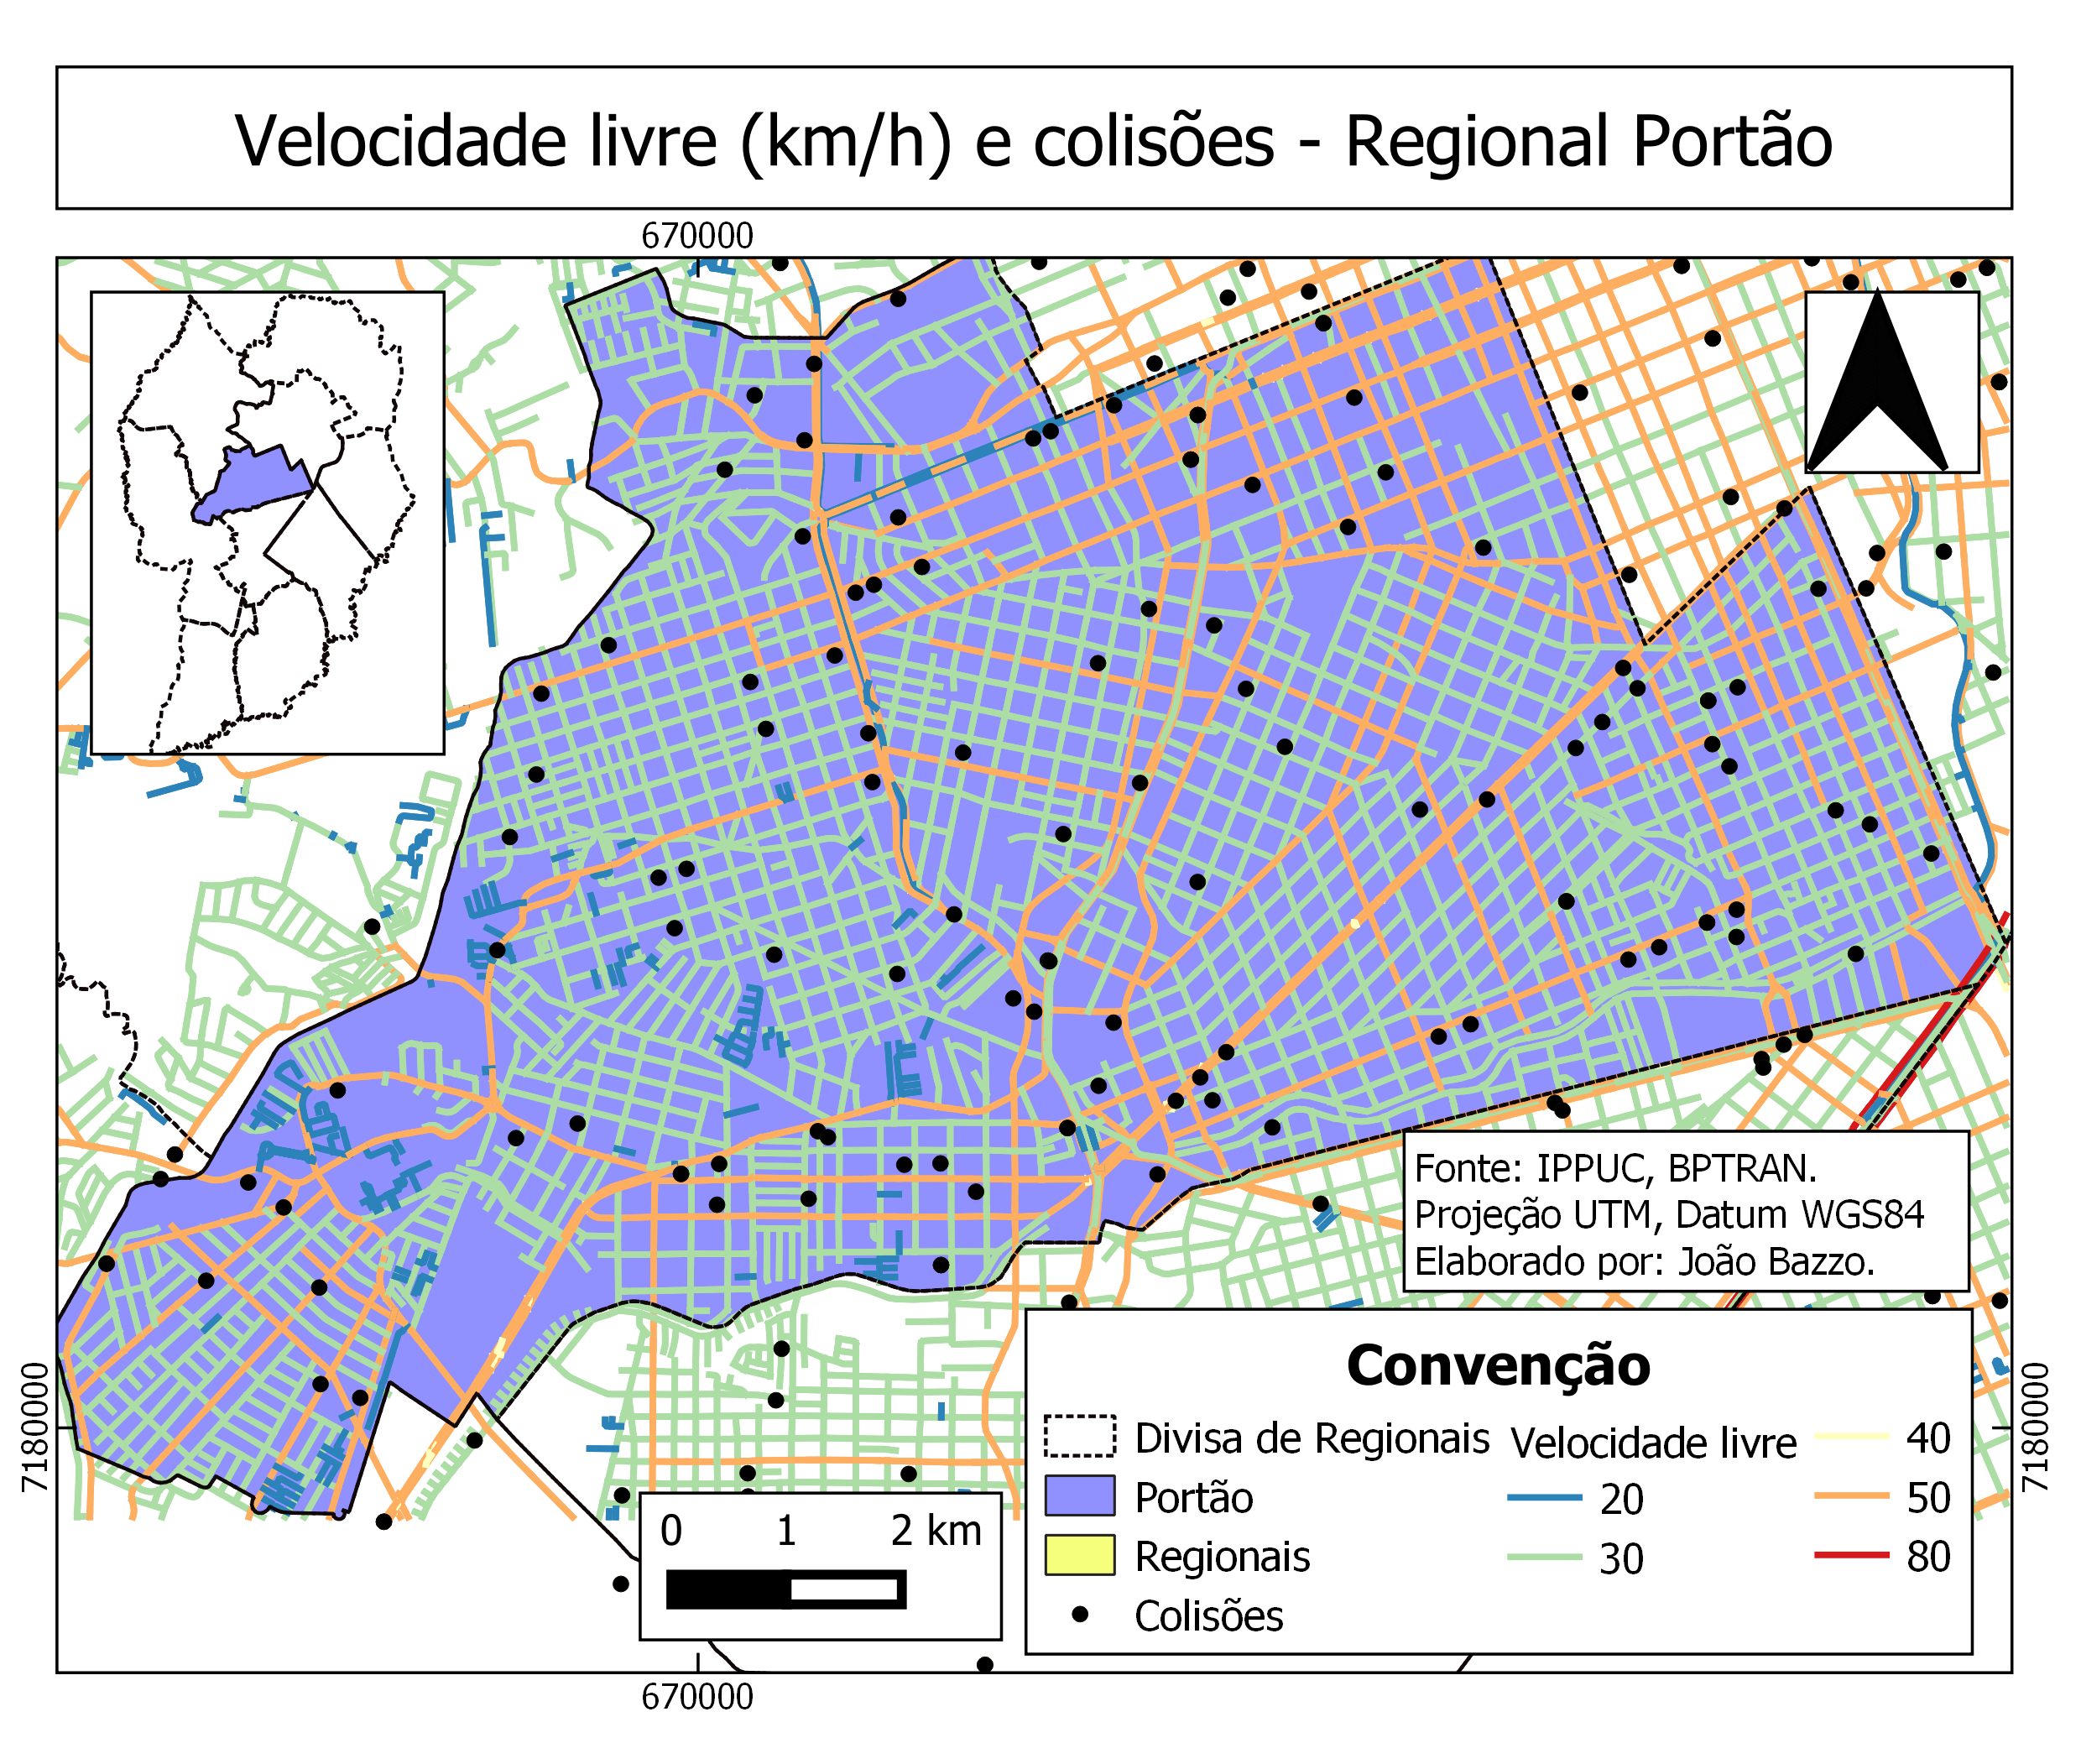 Velocidade livre (km/h) e colisões - Regional Portão
670000
7180000
7180000
Fonte: IPPUC, BPTRAN.
Projeção UTM, Datum WGS84
Elaborado por: João Bazzo.
Convenção
Divisa de Regionais
Portão
Regionais
Colisões
Velocidade livre
20
30
40
50
80
0 1 2 km
670000